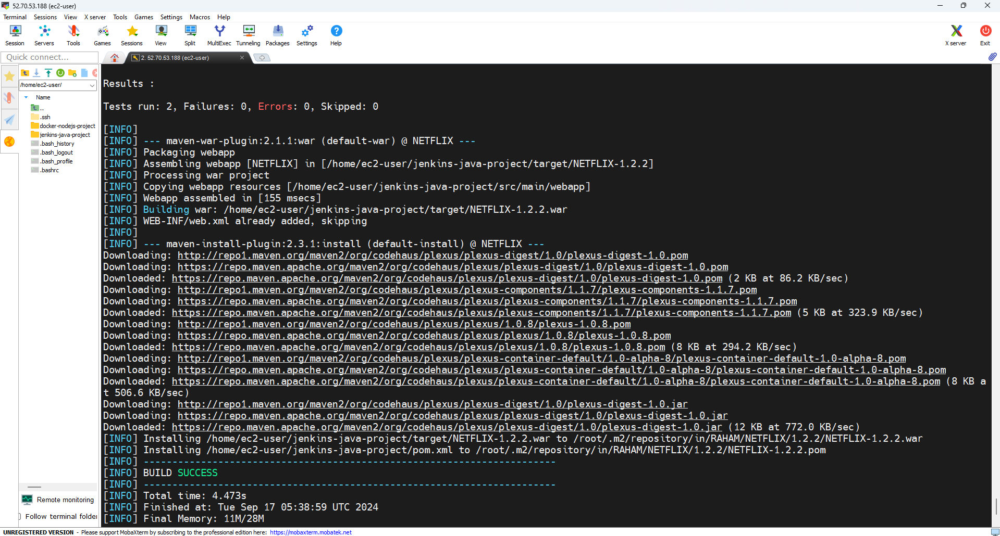 52.70.53.188 (ec2-user)
Terminal Sessions View X server Tools Games Settings Macros Help
Session Servers Tools Games Sessions View Split MultiExec Tunneling Packages Settings Help X server Exit
Quick connect...
2. 52.70.53.188 (ec2-user)
/home/ec2-user/
Name
..
.ssh
docker-nodejs-project
jenkins-java-project
.bash_history
.bash_logout
.bash_profile
.bashrc
Remote monitoring
Follow terminal folder
Results :
Tests run: 2, Failures: 0, Errors: 0, Skipped: 0
[INFO]
[INFO] --- maven-war-plugin:2.1.1:war (default-war) @ NETFLIX ---
[INFO] Packaging webapp
[INFO] Assembling webapp [NETFLIX] in [/home/ec2-user/jenkins-java-project/target/NETFLIX-1.2.2]
[INFO] Processing war project
[INFO] Copying webapp resources [/home/ec2-user/jenkins-java-project/src/main/webapp]
[INFO] Webapp assembled in [155 msecs]
[INFO] Building war: /home/ec2-user/jenkins-java-project/target/NETFLIX-1.2.2.war
[INFO] WEB-INF/web.xml already added, skipping
[INFO]
[INFO] --- maven-install-plugin:2.3.1:install (default-install) @ NETFLIX ---
Downloading: http://repo1.maven.org/maven2/org/codehaus/plexus/plexus-digest/1.0/plexus-digest-1.0.pom
Downloading: https://repo.maven.apache.org/maven2/org/codehaus/plexus/plexus-digest/1.0/plexus-digest-1.0.pom
Downloaded: https://repo.maven.apache.org/maven2/org/codehaus/plexus/plexus-digest/1.0/plexus-digest-1.0.pom (2 KB at 86.2 KB/sec)
Downloading: http://repo1.maven.org/maven2/org/codehaus/plexus/plexus-components/1.1.7/plexus-components-1.1.7.pom
Downloading: https://repo.maven.apache.org/maven2/org/codehaus/plexus/plexus-components/1.1.7/plexus-components-1.1.7.pom
Downloaded: https://repo.maven.apache.org/maven2/org/codehaus/plexus/plexus-components/1.1.7/plexus-components-1.1.7.pom (5 KB at 323.9 KB/sec)
Downloading: http://repo1.maven.org/maven2/org/codehaus/plexus/plexus/1.0.8/plexus-1.0.8.pom
Downloading: https://repo.maven.apache.org/maven2/org/codehaus/plexus/plexus/1.0.8/plexus-1.0.8.pom
Downloaded: https://repo.maven.apache.org/maven2/org/codehaus/plexus/plexus/1.0.8/plexus-1.0.8.pom (8 KB at 294.2 KB/sec)
Downloading: http://repo1.maven.org/maven2/org/codehaus/plexus/plexus-container-default/1.0-alpha-8/plexus-container-default-1.0-alpha-8.pom
Downloading: https://repo.maven.apache.org/maven2/org/codehaus/plexus/plexus-container-default/1.0-alpha-8/plexus-container-default-1.0-alpha-8.pom
Downloaded: https://repo.maven.apache.org/maven2/org/codehaus/plexus/plexus-container-default/1.0-alpha-8/plexus-container-default-1.0-alpha-8.pom (8 KB a
t 506.6 KB/sec)
Downloading: http://repo1.maven.org/maven2/org/codehaus/plexus/plexus-digest/1.0/plexus-digest-1.0.jar
Downloading: https://repo.maven.apache.org/maven2/org/codehaus/plexus/plexus-digest/1.0/plexus-digest-1.0.jar
Downloaded: https://repo.maven.apache.org/maven2/org/codehaus/plexus/plexus-digest/1.0/plexus-digest-1.0.jar (12 KB at 772.0 KB/sec)
[INFO] Installing /home/ec2-user/jenkins-java-project/target/NETFLIX-1.2.2.war to /root/.m2/repository/in/RAHAM/NETFLIX/1.2.2/NETFLIX-1.2.2.war
[INFO] Installing /home/ec2-user/jenkins-java-project/pom.xml to /root/.m2/repository/in/RAHAM/NETFLIX/1.2.2/NETFLIX-1.2.2.pom
[INFO] ------------------------------------------------------------------------
[INFO] BUILD SUCCESS
[INFO] ------------------------------------------------------------------------
[INFO] Total time: 4.473s
[INFO] Finished at: Tue Sep 17 05:38:59 UTC 2024
[INFO] Final Memory: 11M/28M
UNREGISTERED VERSION - Please support MobaXterm by subscribing to the professional edition here: https://mobaxterm.mobatek.net